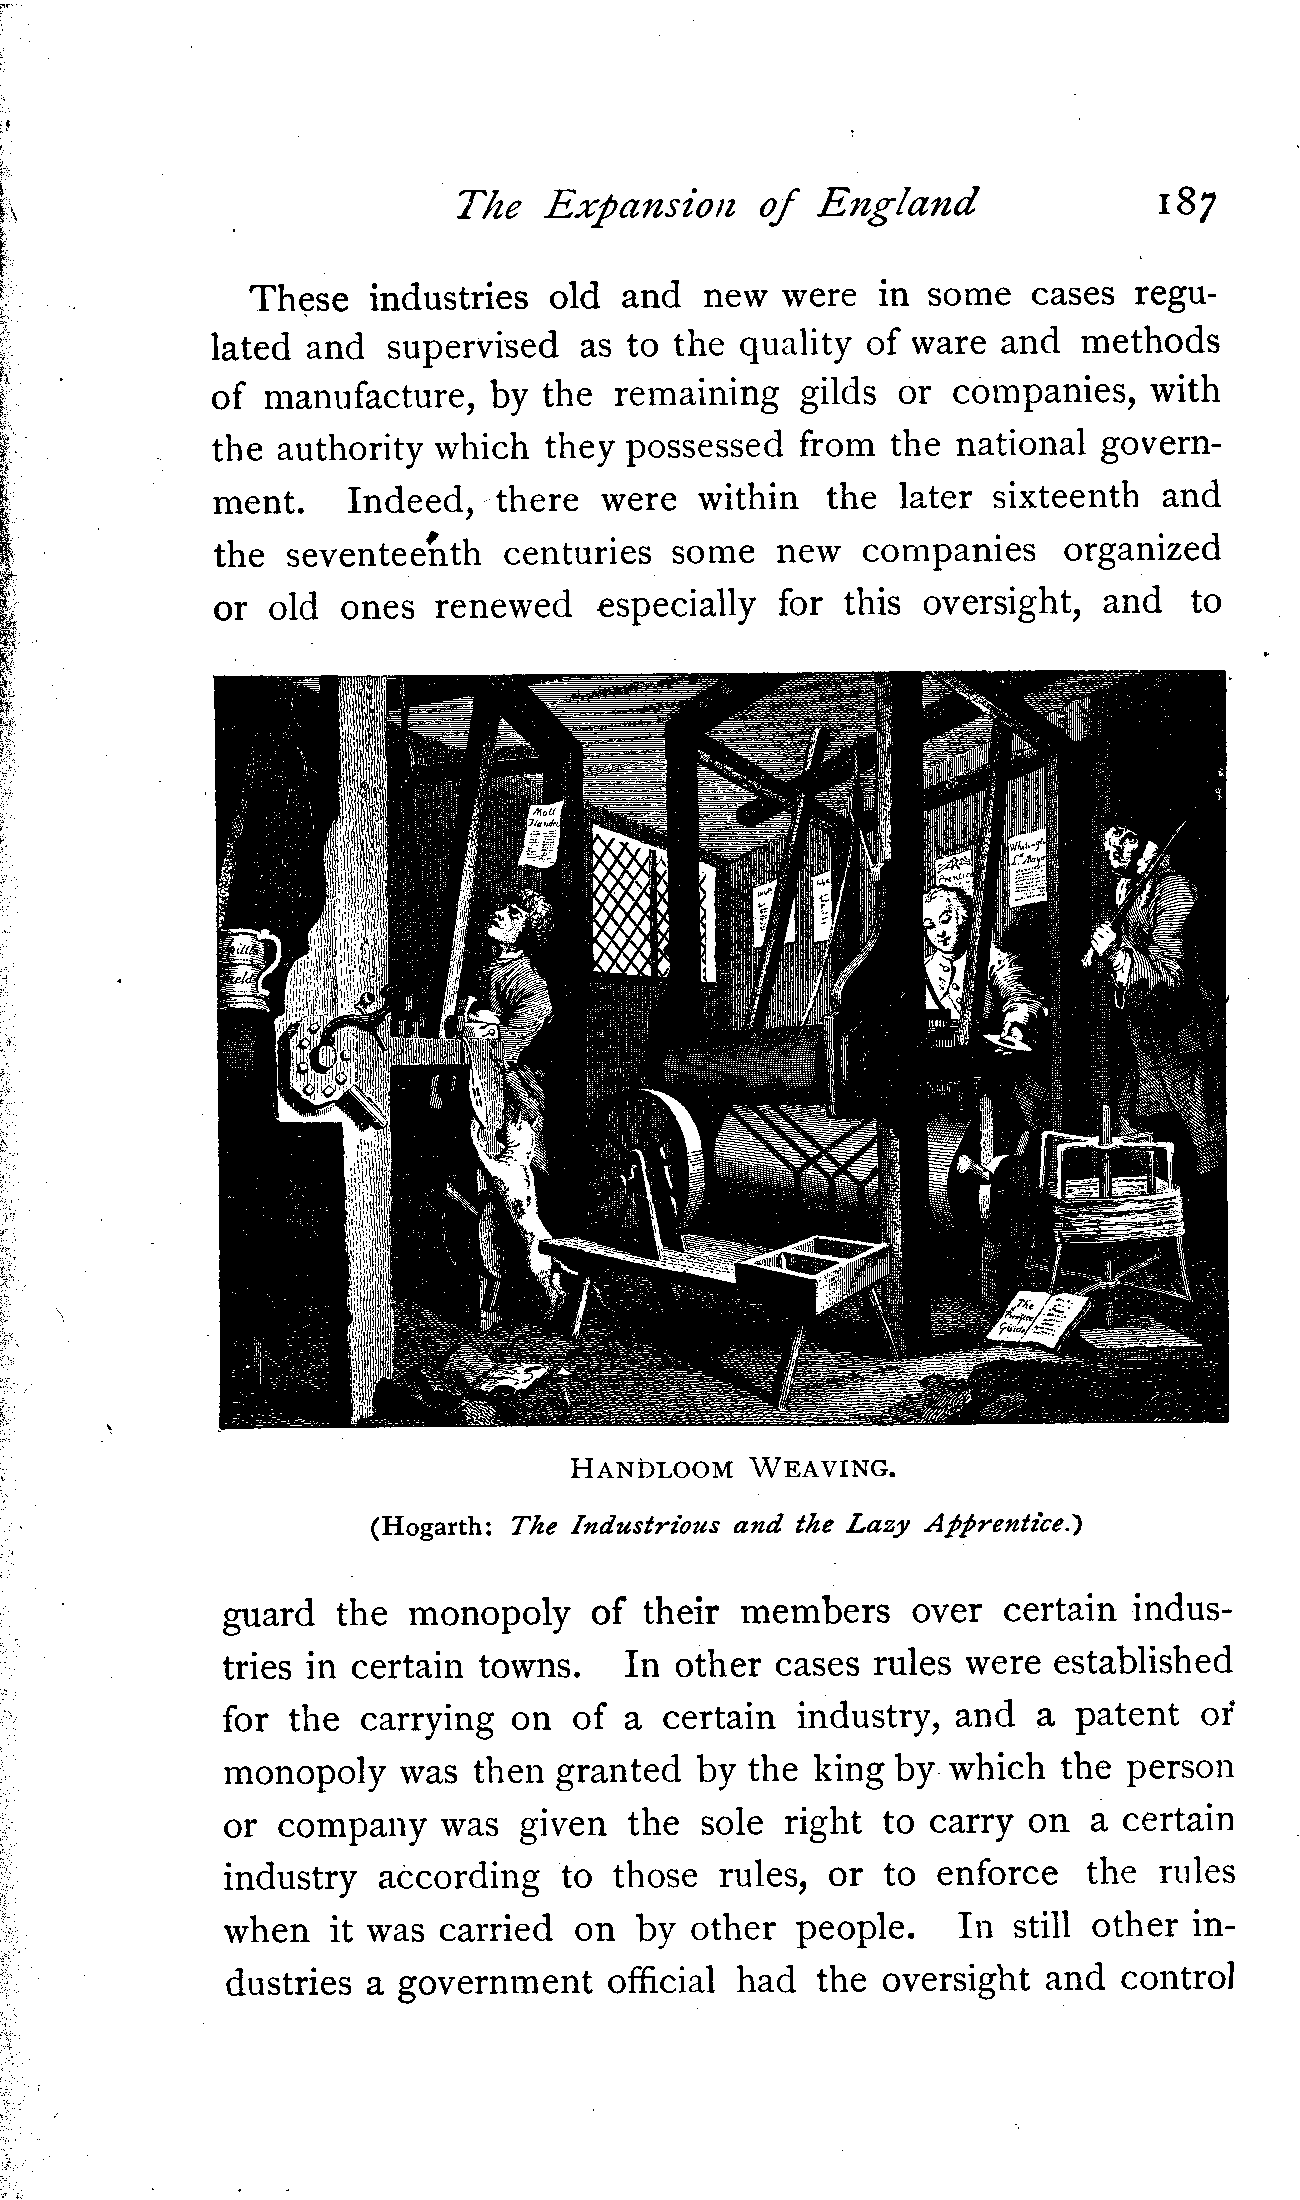 The Expansion of England 187
These industries old and new were in some cases regu-
lated and supervised as to the quality of ware and methods
of manufacture, by the remaining gilds or companies, with
the authority which they possessed from the national govern-
ment. Indeed, there were within the later sixteenth and
the seventeenth centuries some new companies organized
or old ones renewed especially for this oversight, and to
Moll
The
Guide
HANDLOOM WEAVING.
(Hogarth: The Industrious and the Lazy Apprentice.)
guard the monopoly of their members over certain indus-
tries in certain towns. In other cases rules were established
for the carrying on of a certain industry, and a patent of
monopoly was then granted by the king by which the person
or company was given the sole right to carry on a certain
industry according to those rules, or to enforce the rules
when it was carried on by other people. In still other in-
dustries a government official had the oversight and control